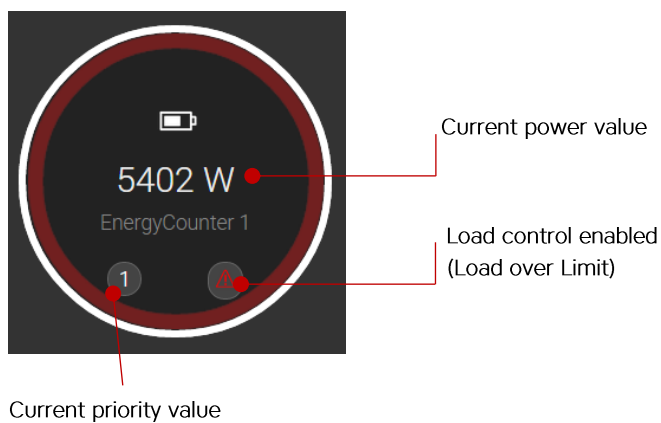 Current power value
5402 W
EnergyCounter 1
Load control enabled
(Load over Limit)
1
Current priority value